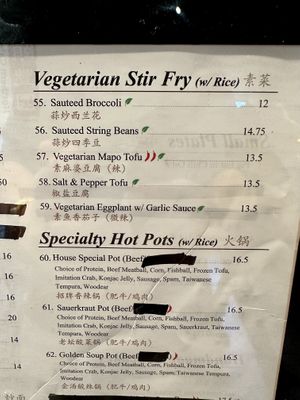 Vegetarian Stir Fry (w/ Rice) 素菜
55. Sauteed Broccoli 12
蒜炒西兰花
56. Sauteed String Beans 14.75
蒜炒四季豆
57. Vegetarian Mapo Tofu 13.5
素麻婆豆腐（辣）
58. Salt & Pepper Tofu 13.5
椒盐豆腐
59. Vegetarian Eggplant w/ Garlic Sauce 13.5
素鱼香茄子（微辣）
Specialty Hot Pots (w/ Rice) 火锅
60. House Special Pot (Beef/ 16.5
Choice of Protein, Beef Meatball, Corn, Fishball, Frozen Tofu,
Imitation Crab, Konjac Jelly, Sausage, Spam, Taiwanese
Tempura, Woodear
招牌香辣锅（肥牛/鸡肉）
61. Sauerkraut Pot (Beef/ 16.5
Choice of Protein, Beef Meatball, Corn, Fishball, Frozen Tofu,
Imitation Crab, Konjac Jelly, Sausage, Spam, Sauerkraut, Taiwanese
Tempura, Woodear
老坛酸菜锅（肥牛/鸡肉）
62. Golden Soup Pot (Beef/ 16.5
Choice of Protein, Beef Meatball, Corn, Fishball, Frozen Tofu,
Imitation Crab, Konjac Jelly, Sausage, Spam, Taiwanese Tempura,
Woodear
金汤酸辣锅（肥牛/鸡肉）